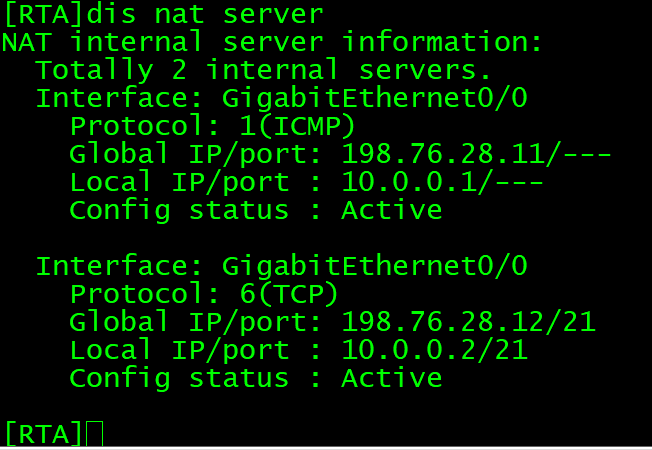 [RTA]dis nat server
NAT internal server information:
  Totally 2 internal servers.
  Interface: GigabitEthernet0/0
    Protocol: 1(ICMP)
    Global IP/port: 198.76.28.11/---
    Local IP/port : 10.0.0.1/---
    Config status : Active

  Interface: GigabitEthernet0/0
    Protocol: 6(TCP)
    Global IP/port: 198.76.28.12/21
    Local IP/port : 10.0.0.2/21
    Config status : Active

[RTA]